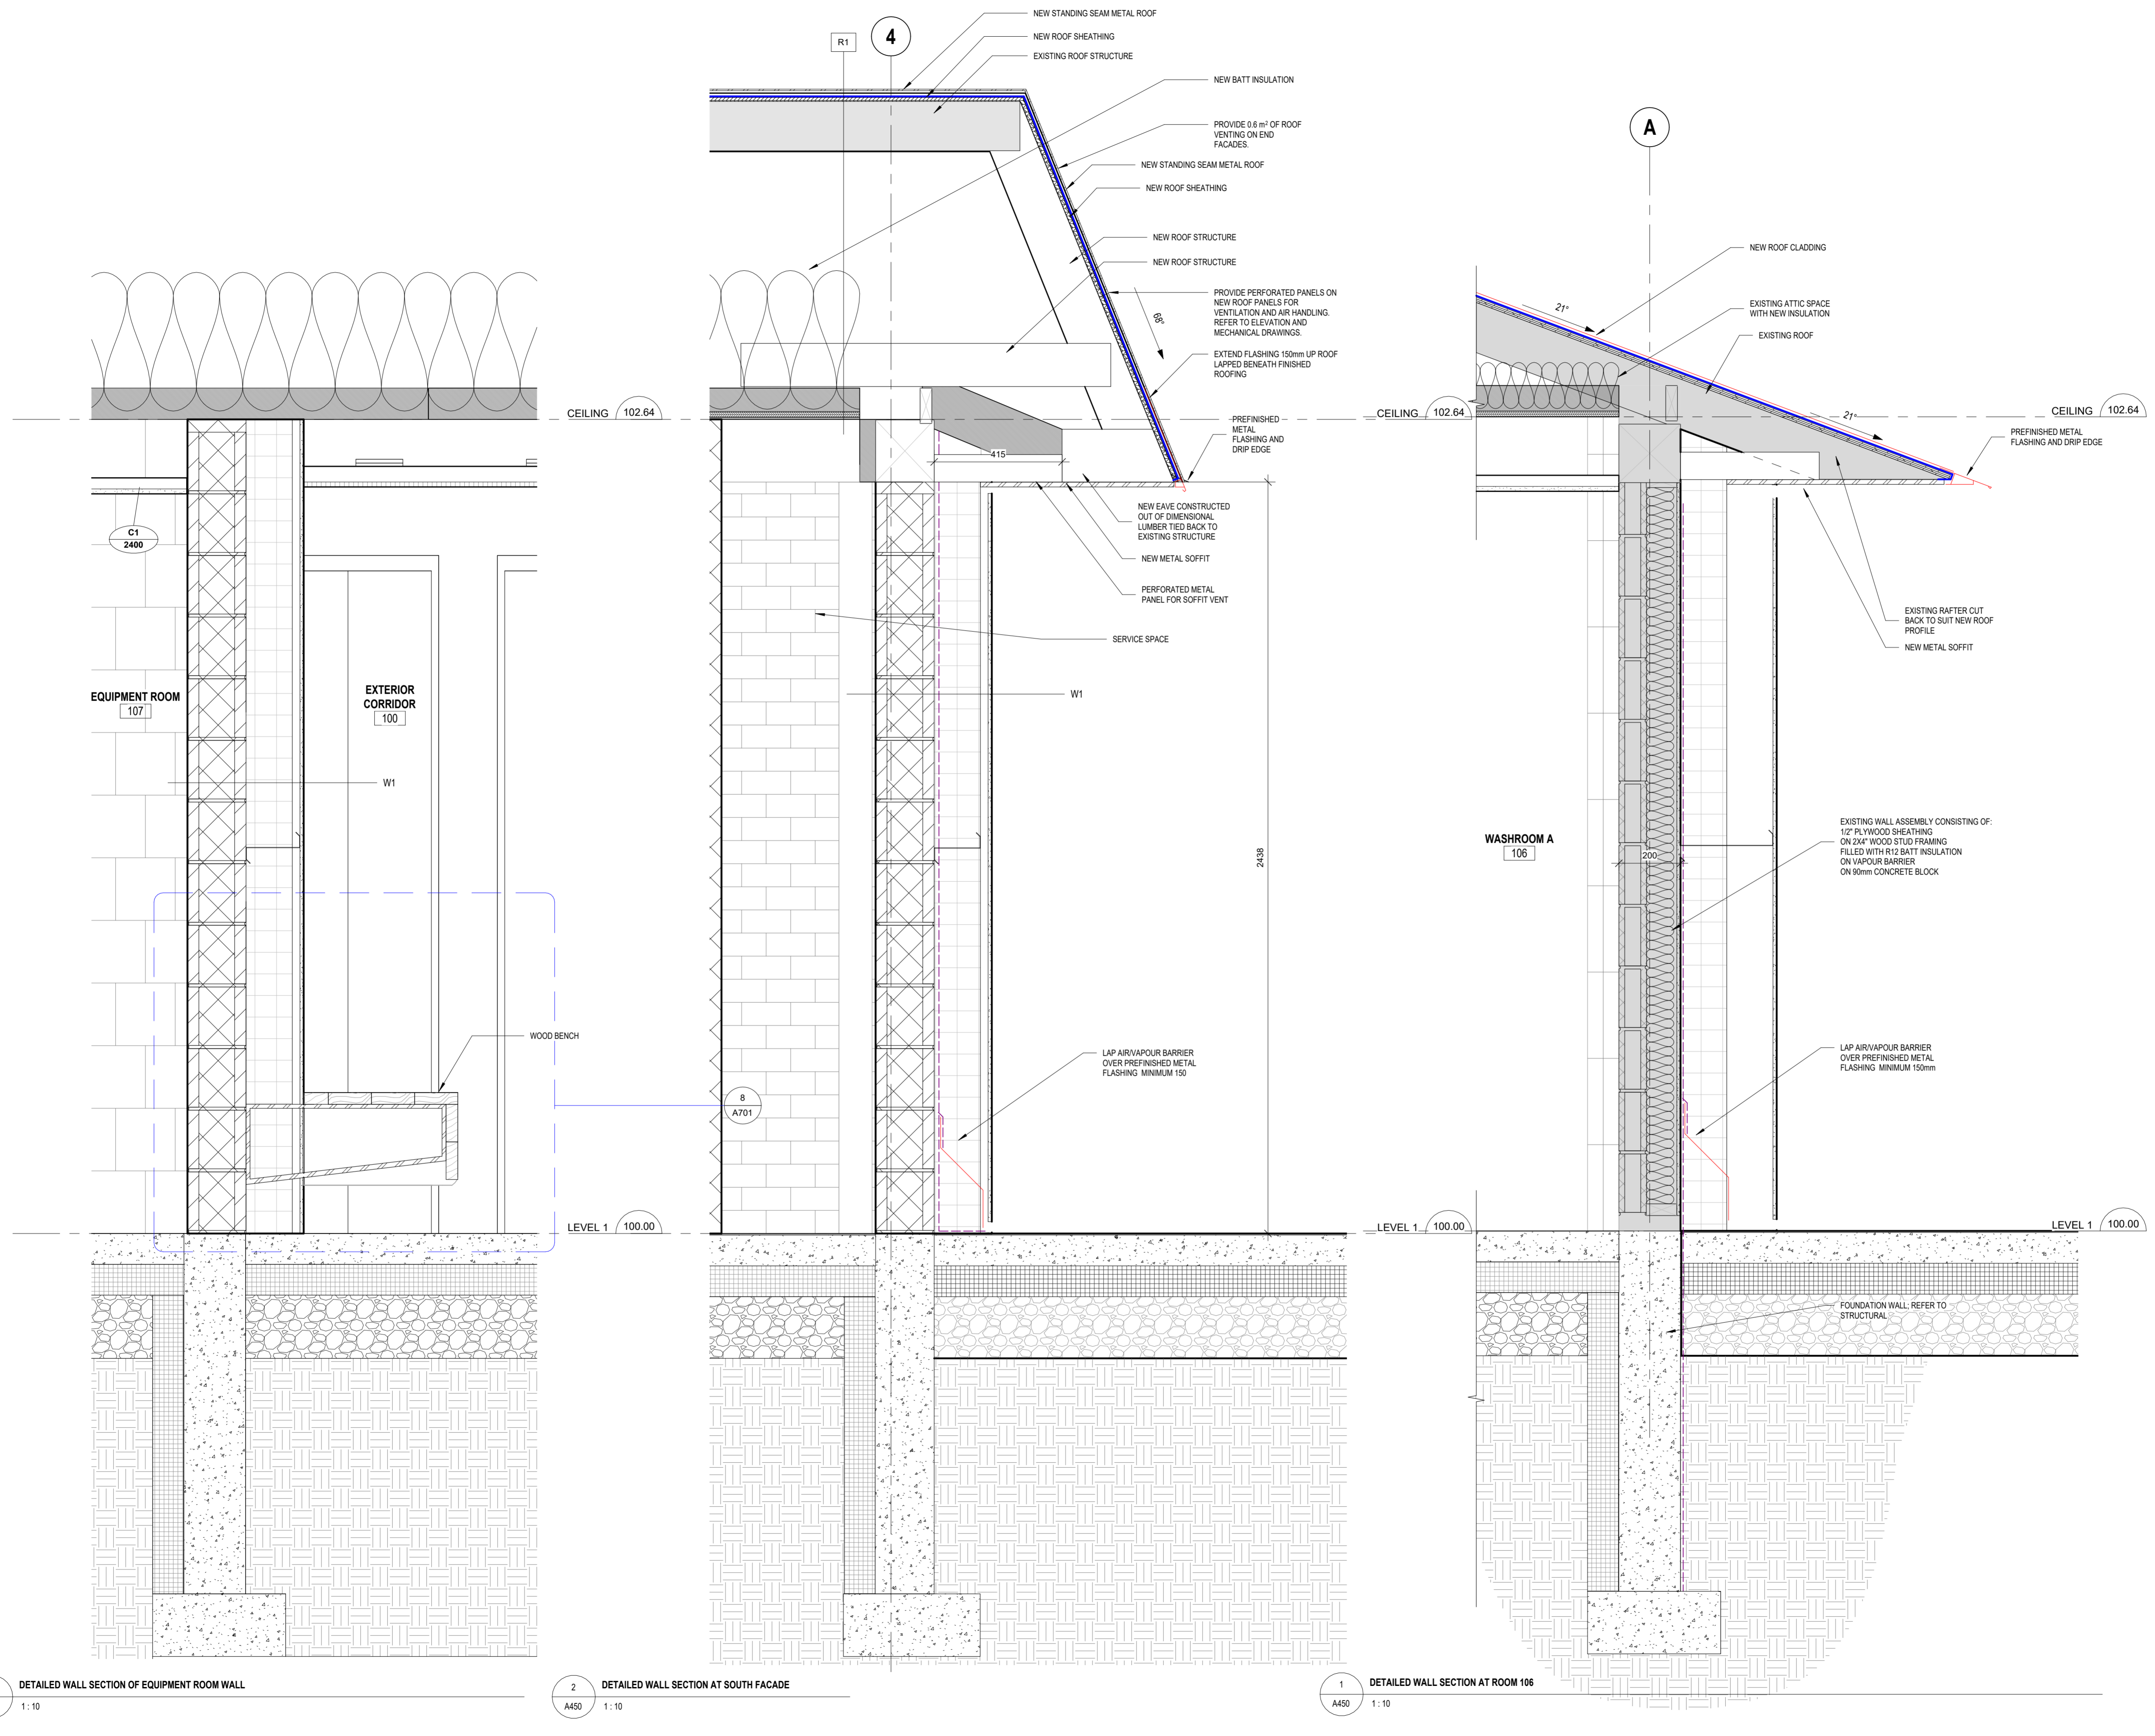 NEW STANDING SEAM METAL ROOF
NEW ROOF SHEATHING
EXISTING ROOF STRUCTURE
R1
4
NEW BATT INSULATION
PROVIDE 0.6 m² OF ROOF
VENTING ON END
FACADES.
NEW STANDING SEAM METAL ROOF
NEW ROOF SHEATHING
NEW ROOF STRUCTURE
NEW ROOF STRUCTURE
PROVIDE PERFORATED PANELS ON
NEW ROOF PANELS FOR
VENTILATION AND AIR HANDLING.
REFER TO ELEVATION AND
MECHANICAL DRAWINGS.
68°
EXTEND FLASHING 150mm UP ROOF
LAPPED BENEATH FINISHED
ROOFING
PREFINISHED
METAL
FLASHING AND
DRIP EDGE
415
NEW EAVE CONSTRUCTED
OUT OF DIMENSIONAL
LUMBER TIED BACK TO
EXISTING STRUCTURE
NEW METAL SOFFIT
PERFORATED METAL
PANEL FOR SOFFIT VENT
SERVICE SPACE
W1
2438
LAP AIR/VAPOUR BARRIER
OVER PREFINISHED METAL
FLASHING MINIMUM 150
CEILING 102.64
LEVEL 1 100.00
C1
2400
EQUIPMENT ROOM
107
EXTERIOR
CORRIDOR
100
W1
WOOD BENCH
8
A701
CEILING 102.64
LEVEL 1 100.00
A
NEW ROOF CLADDING
21°
EXISTING ATTIC SPACE
WITH NEW INSULATION
EXISTING ROOF
21°
CEILING 102.64
PREFINISHED METAL
FLASHING AND DRIP EDGE
EXISTING RAFTER CUT
BACK TO SUIT NEW ROOF
PROFILE
NEW METAL SOFFIT
WASHROOM A
106
200
EXISTING WALL ASSEMBLY CONSISTING OF:
1/2" PLYWOOD SHEATHING
ON 2X4" WOOD STUD FRAMING
FILLED WITH R12 BATT INSULATION
ON VAPOUR BARRIER
ON 90mm CONCRETE BLOCK
LAP AIR/VAPOUR BARRIER
OVER PREFINISHED METAL
FLASHING MINIMUM 150mm
LEVEL 1 100.00
FOUNDATION WALL; REFER TO
STRUCTURAL
DETAILED WALL SECTION OF EQUIPMENT ROOM WALL
1 : 10
2
A450
DETAILED WALL SECTION AT SOUTH FACADE
1 : 10
1
A450
DETAILED WALL SECTION AT ROOM 106
1 : 10